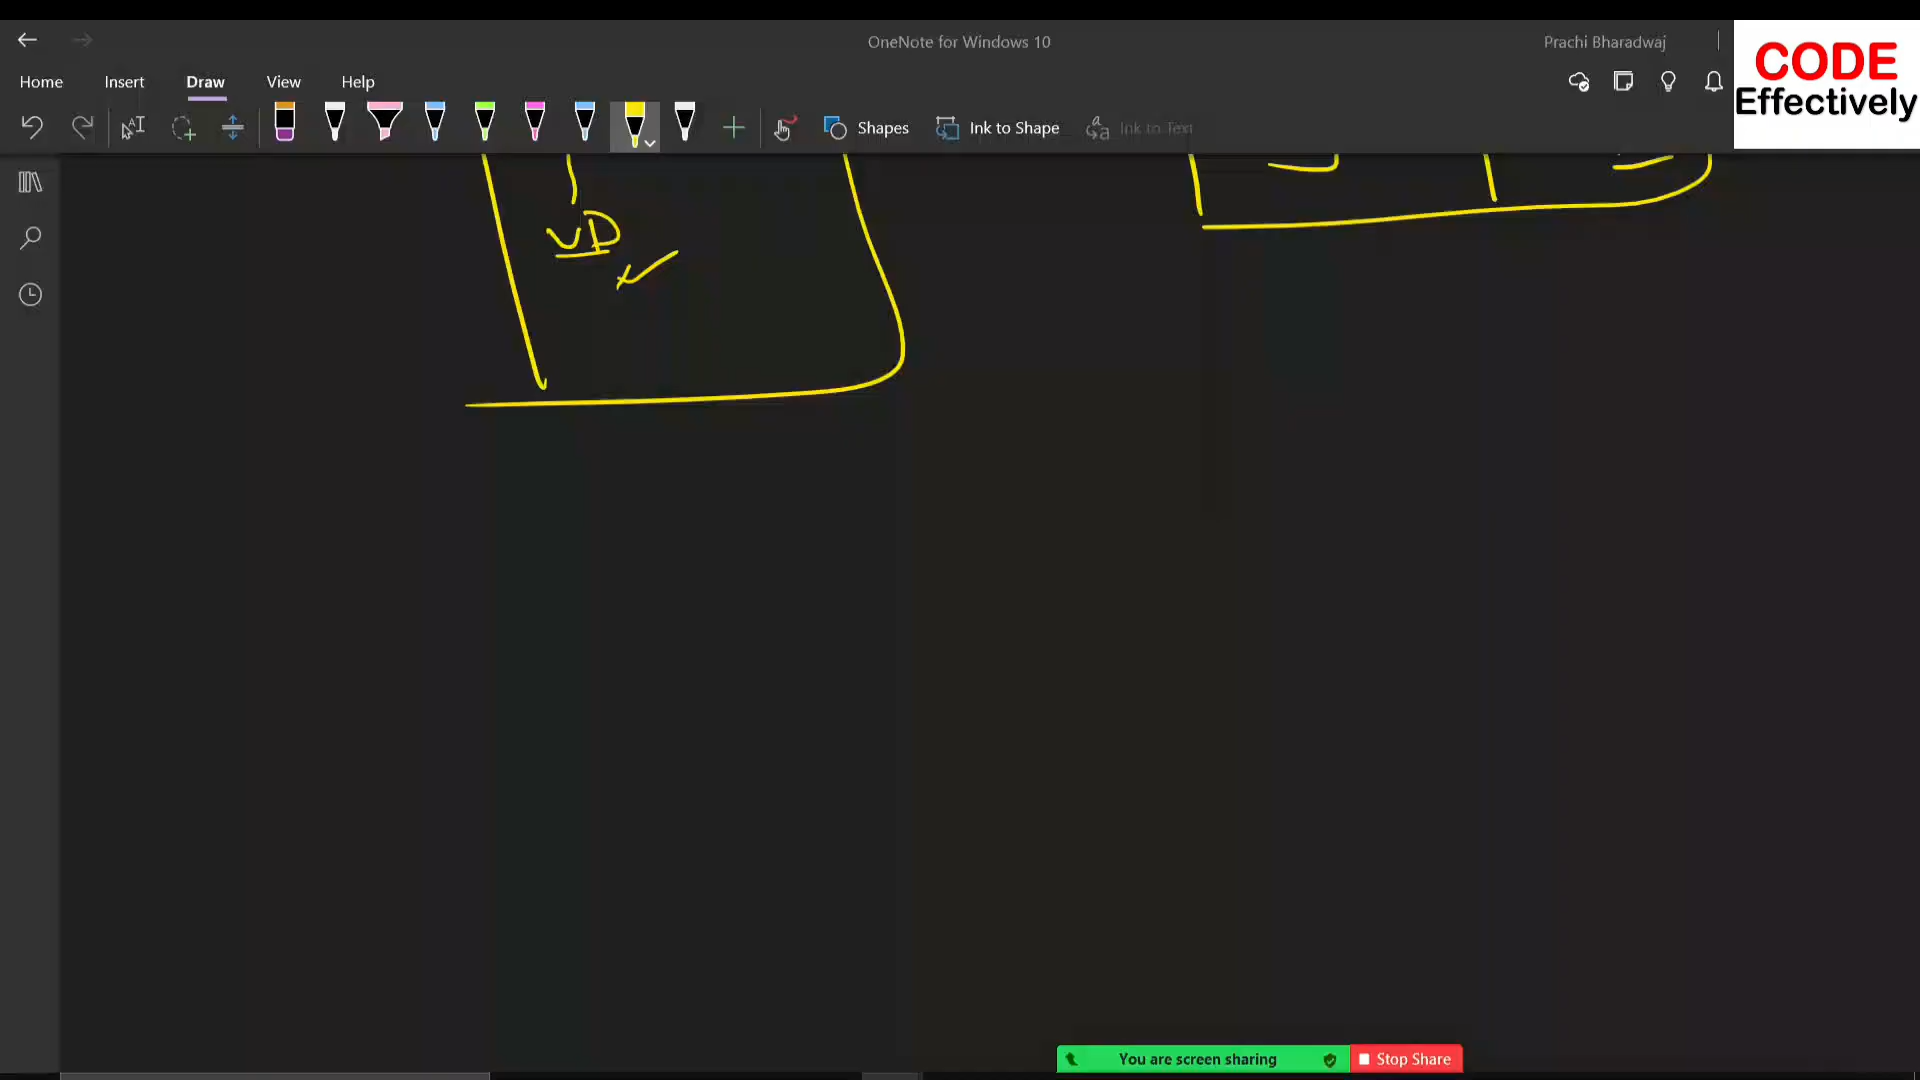 OneNote for Windows 10
Prachi Bharadwaj
CODE
Effectively
Home Insert Draw View Help
Shapes Ink to Shape Ink to Text
VD
You are screen sharing Stop Share